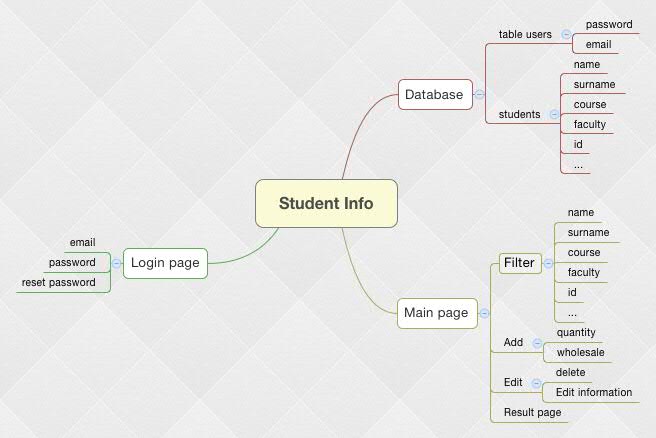 Student Info
Database
table users
password
email
students
name
surname
course
faculty
id
...
Login page
email
password
reset password
Main page
Filter
name
surname
course
faculty
id
...
Add
quantity
wholesale
Edit
delete
Edit information
Result page